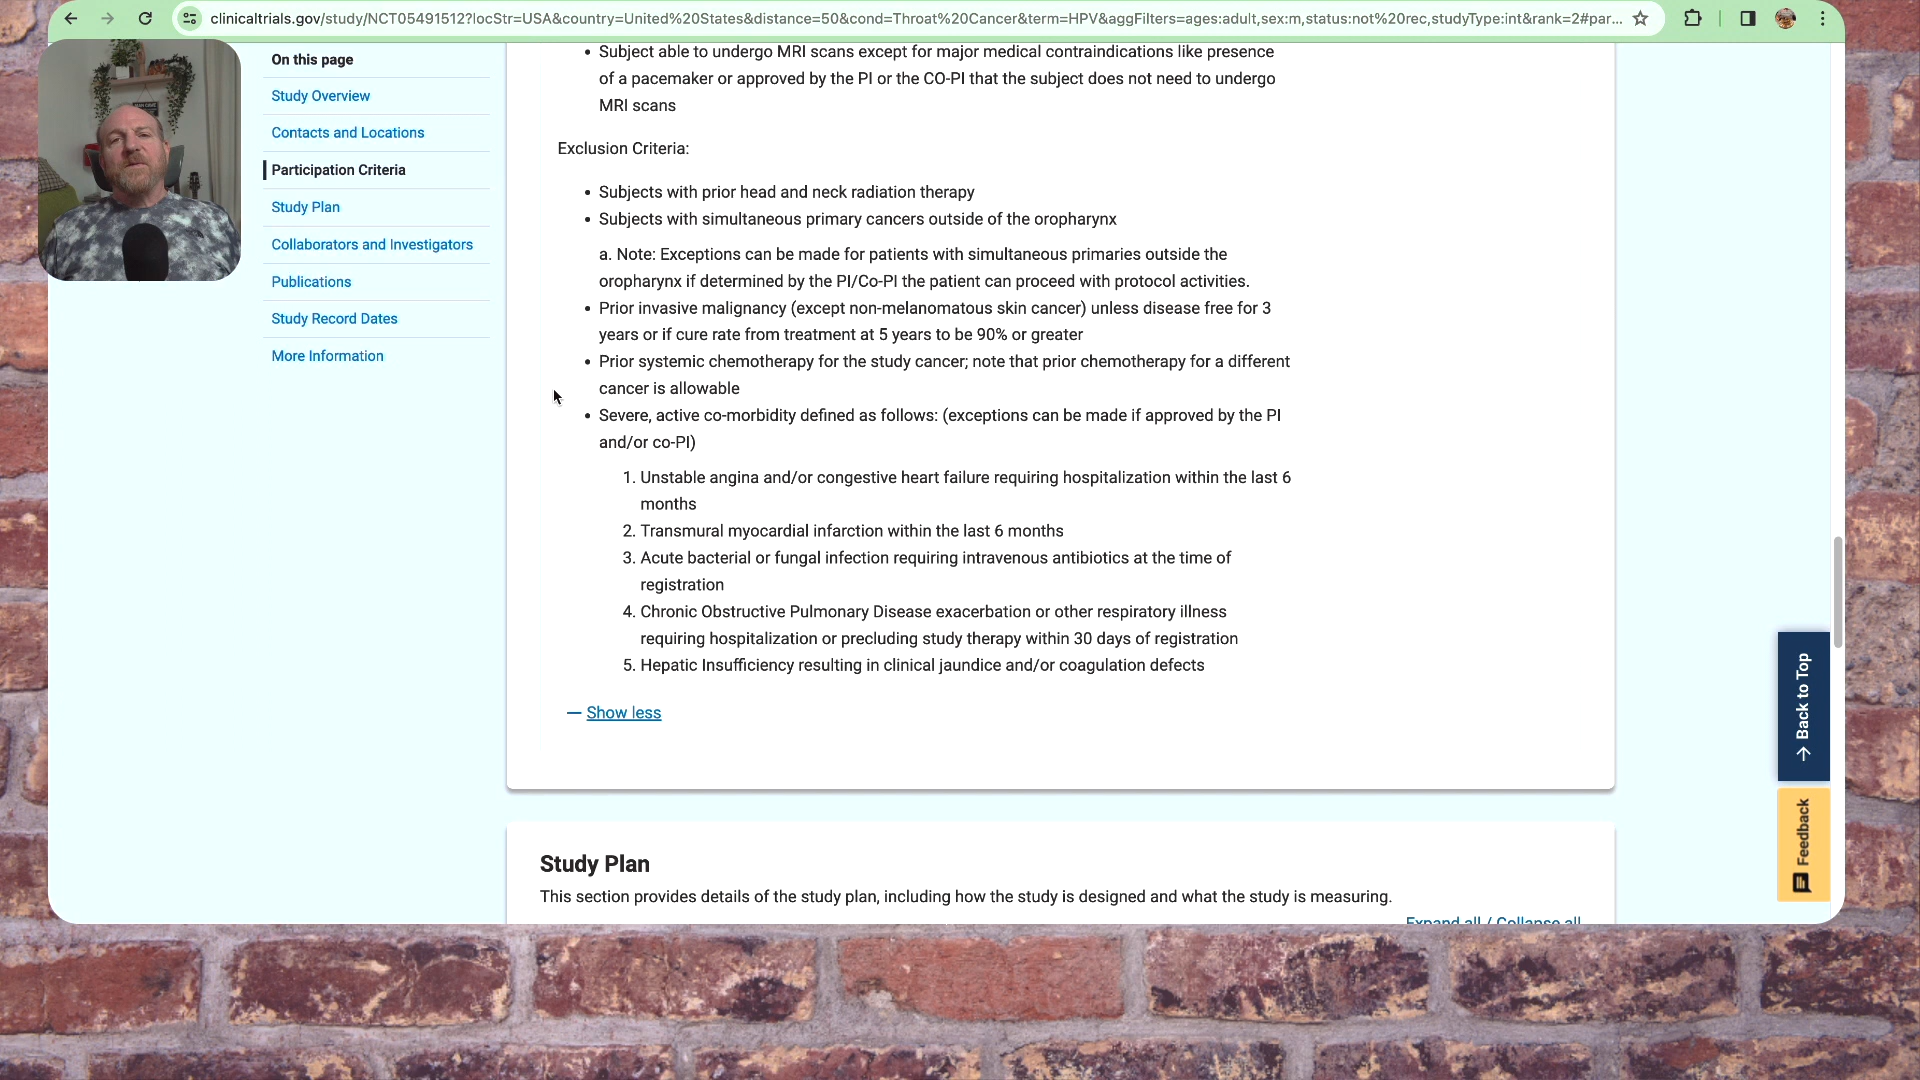 clinicaltrials.gov/study/NCT05491512?locStr=USA&country=United%20States&distance=50&cond=Throat%20Cancer&term=HPV&aggFilters=ages:adult,sex:m,status:not%20rec,studyType:int&rank=2#par...
On this page
Study Overview
Contacts and Locations
Participation Criteria
Study Plan
Collaborators and Investigators
Publications
Study Record Dates
More Information
• Subject able to undergo MRI scans except for major medical contraindications like presence
of a pacemaker or approved by the PI or the CO-PI that the subject does not need to undergo
MRI scans
Exclusion Criteria:
• Subjects with prior head and neck radiation therapy
• Subjects with simultaneous primary cancers outside of the oropharynx
a. Note: Exceptions can be made for patients with simultaneous primaries outside the
oropharynx if determined by the PI/Co-PI the patient can proceed with protocol activities.
• Prior invasive malignancy (except non-melanomatous skin cancer) unless disease free for 3
years or if cure rate from treatment at 5 years to be 90% or greater
• Prior systemic chemotherapy for the study cancer; note that prior chemotherapy for a different
cancer is allowable
• Severe, active co-morbidity defined as follows: (exceptions can be made if approved by the PI
and/or co-PI)
1. Unstable angina and/or congestive heart failure requiring hospitalization within the last 6
months
2. Transmural myocardial infarction within the last 6 months
3. Acute bacterial or fungal infection requiring intravenous antibiotics at the time of
registration
4. Chronic Obstructive Pulmonary Disease exacerbation or other respiratory illness
requiring hospitalization or precluding study therapy within 30 days of registration
5. Hepatic Insufficiency resulting in clinical jaundice and/or coagulation defects
— Show less
Study Plan
This section provides details of the study plan, including how the study is designed and what the study is measuring.
Expand all / Collapse all
→ Back to Top
Feedback